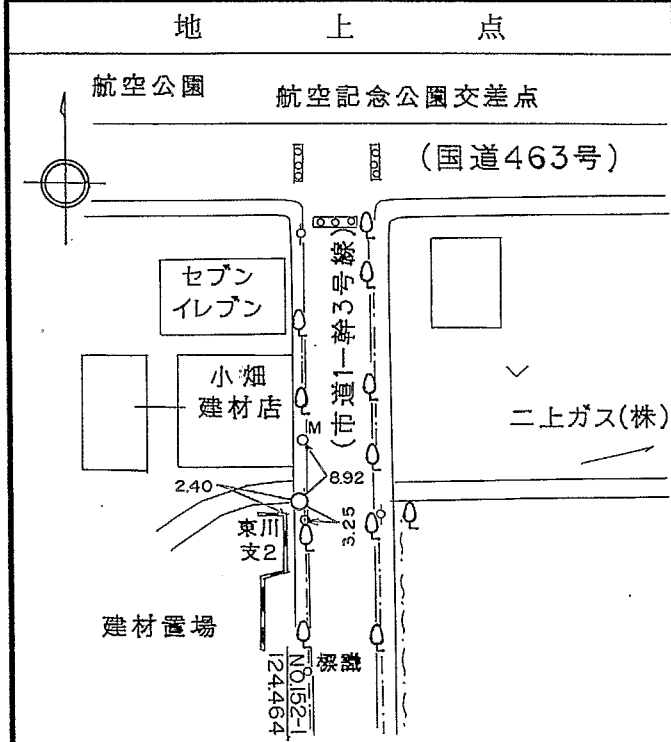 地上点
航空公園
航空記念公園交差点
(国道463号)
セブン
イレブン
(市道1一幹3号線)
小畑
建材店
M
二上ガス(株)
8.92
2.40
3.25
東川
支2
建材置場
標識
NO.152-1
124.464